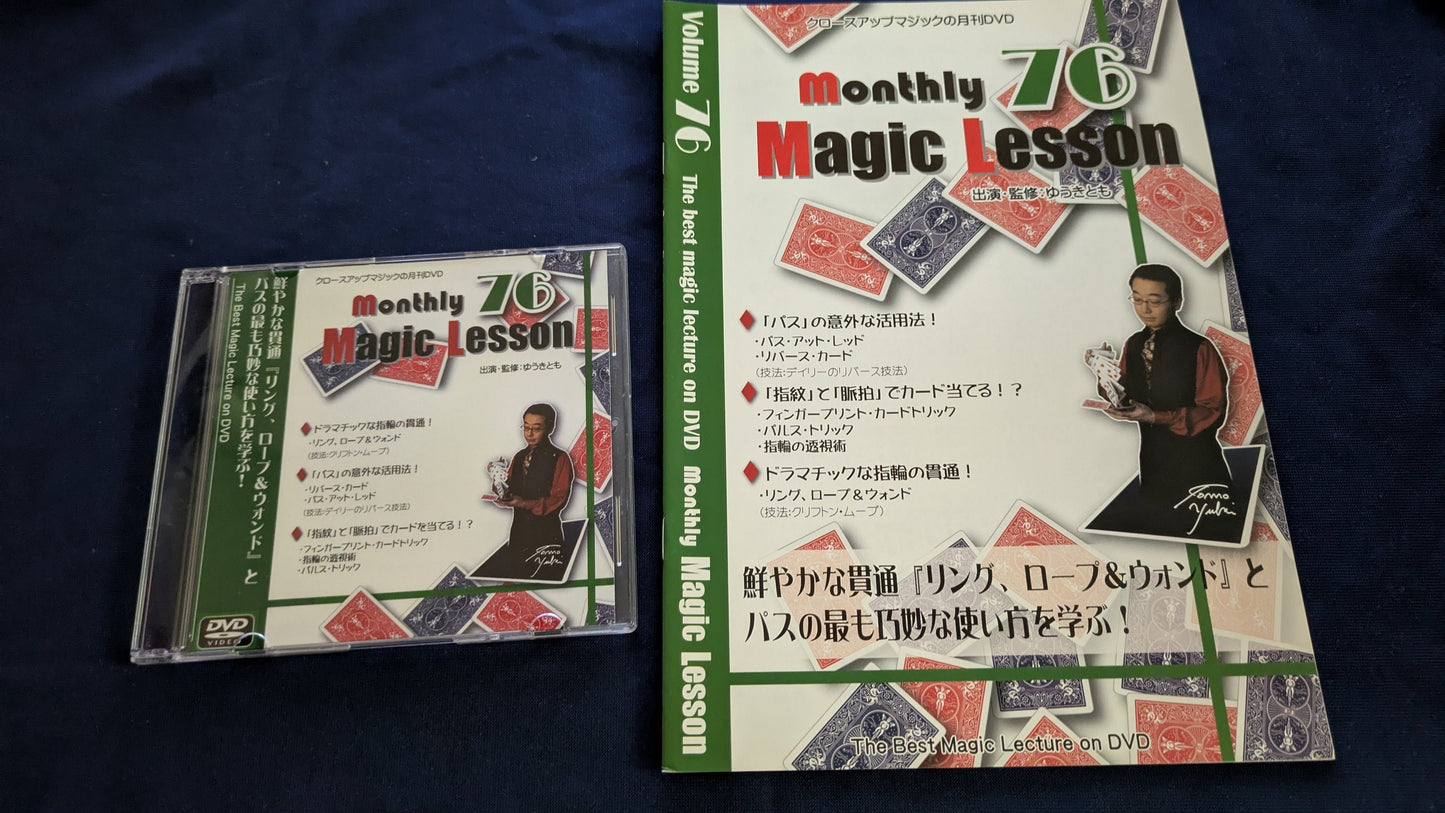 鮮やかな貫通『リング、ロープ&ウォンド』と
パスの最も巧妙な使い方を学ぶ！
The Best Magic Lecture on DVD
DVD
VIDEO
クロースアップマジックの月刊DVD
Monthly 76
Magic Lesson
出演・監修：ゆうきとも
ドラマチックな指輪の貫通！
・リング、ロープ&ウォンド
（技法：クリフトン・ムーブ）
「パス」の意外な活用法！
・リバース・カード
・パス・アット・レッド
（技法：デイリーのリバース技法）
「指紋」と「脈拍」でカードを当てる！？
・フィンガープリント・カードトリック
・指輪の透視術
・パルス・トリック
Tomo
Yuki
Volume 76 The best magic lecture on DVD Monthly Magic Lesson
クロースアップマジックの月刊DVD
Monthly 76
Magic Lesson
出演・監修：ゆうきとも
「パス」の意外な活用法！
・パス・アット・レッド
・リバース・カード
（技法：デイリーのリバース技法）
「指紋」と「脈拍」でカード当てる！？
・フィンガープリント・カードトリック
・パルス・トリック
・指輪の透視術
ドラマチックな指輪の貫通！
・リング、ロープ&ウォンド
（技法：クリフトン・ムーブ）
Tomo
Yuki
鮮やかな貫通『リング、ロープ&ウォンド』と
パスの最も巧妙な使い方を学ぶ！
The Best Magic Lecture on DVD